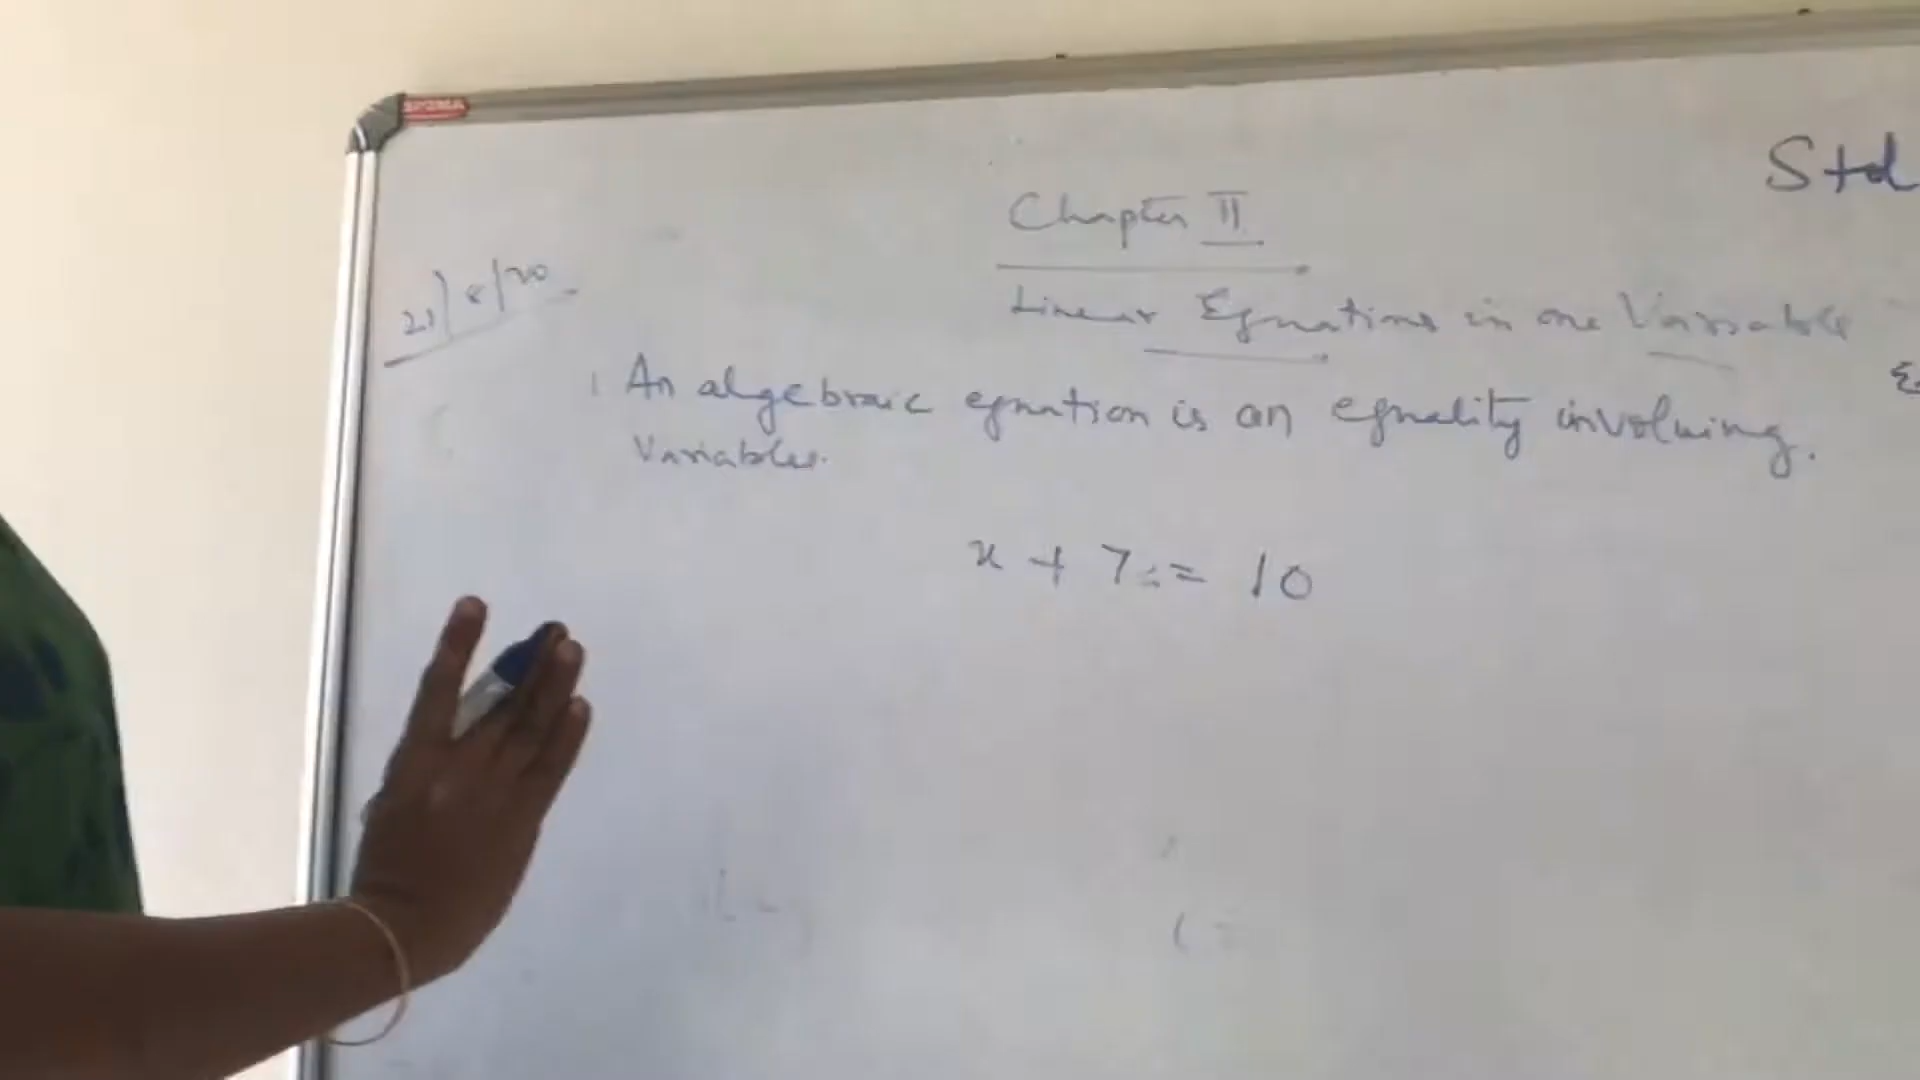 Std
Chapter II
21/8/20
Linear Equations in one Variable
1 An algebraic equation is an equality involving.
Variables.
x + 7 = 10